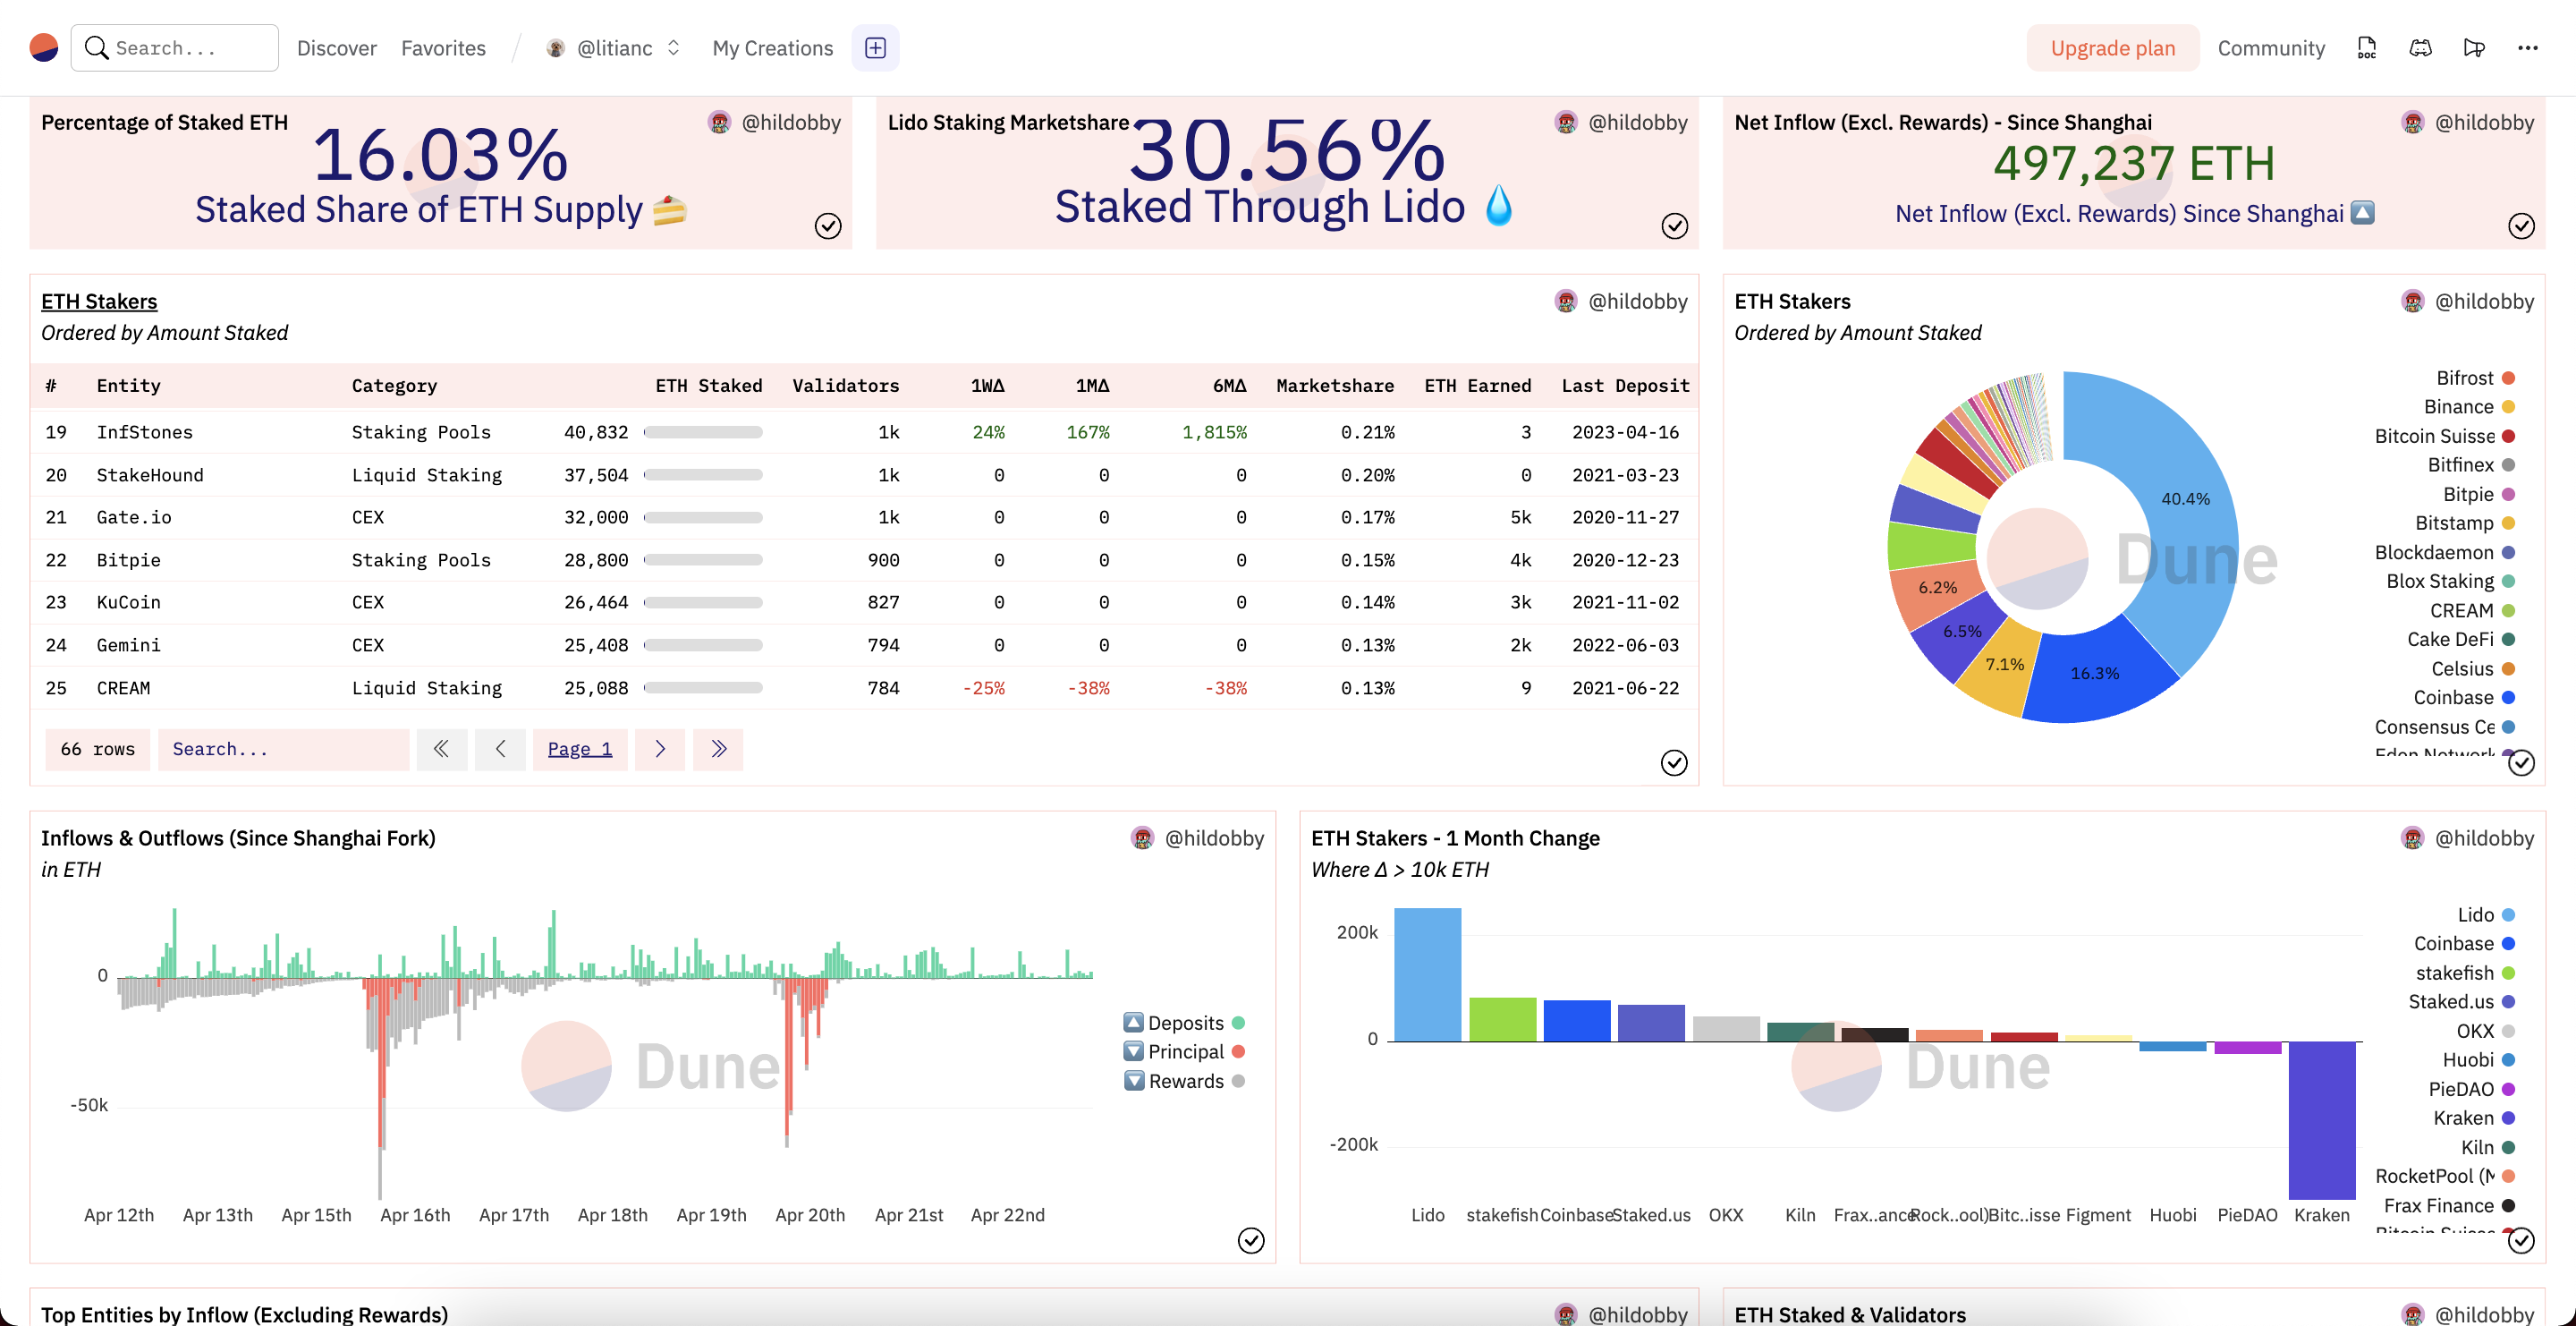 Search...
Discover
Favorites
@litianc
My Creations
Upgrade plan
Community
DOC
Percentage of Staked ETH
@hildobby
16.03%
Staked Share of ETH Supply
Lido Staking Marketshare
@hildobby
30.56%
Staked Through Lido
Net Inflow (Excl. Rewards) - Since Shanghai
@hildobby
497,237 ETH
Net Inflow (Excl. Rewards) Since Shanghai
ETH Stakers
@hildobby
Ordered by Amount Staked
# Entity Category ETH Staked Validators 1WΔ 1MΔ 6MΔ Marketshare ETH Earned Last Deposit
19 InfStones Staking Pools 40,832 1k 24% 167% 1,815% 0.21% 3 2023-04-16
20 StakeHound Liquid Staking 37,504 1k 0 0 0 0.20% 0 2021-03-23
21 Gate.io CEX 32,000 1k 0 0 0 0.17% 5k 2020-11-27
22 Bitpie Staking Pools 28,800 900 0 0 0 0.15% 4k 2020-12-23
23 KuCoin CEX 26,464 827 0 0 0 0.14% 3k 2021-11-02
24 Gemini CEX 25,408 794 0 0 0 0.13% 2k 2022-06-03
25 CREAM Liquid Staking 25,088 784 -25% -38% -38% 0.13% 9 2021-06-22
66 rows
Search...
Page 1
ETH Stakers
@hildobby
Ordered by Amount Staked
40.4%
16.3%
7.1%
6.5%
6.2%
Dune
Bifrost
Binance
Bitcoin Suisse
Bitfinex
Bitpie
Bitstamp
Blockdaemon
Blox Staking
CREAM
Cake DeFi
Celsius
Coinbase
Consensus Ce
Eden Network
Inflows & Outflows (Since Shanghai Fork)
@hildobby
in ETH
0
-50k
Dune
Deposits
Principal
Rewards
Apr 12th Apr 13th Apr 15th Apr 16th Apr 17th Apr 18th Apr 19th Apr 20th Apr 21st Apr 22nd
ETH Stakers - 1 Month Change
@hildobby
Where Δ > 10k ETH
200k
0
-200k
Dune
Lido stakefish Coinbase Staked.us OKX Kiln Frax..ance Rock..ool) Bitc..isse Figment Huobi PieDAO Kraken
Lido
Coinbase
stakefish
Staked.us
OKX
Huobi
PieDAO
Kraken
Kiln
RocketPool (M
Frax Finance
Bitcoin Suisse
Top Entities by Inflow (Excluding Rewards)
@hildobby
ETH Staked & Validators
@hildobby